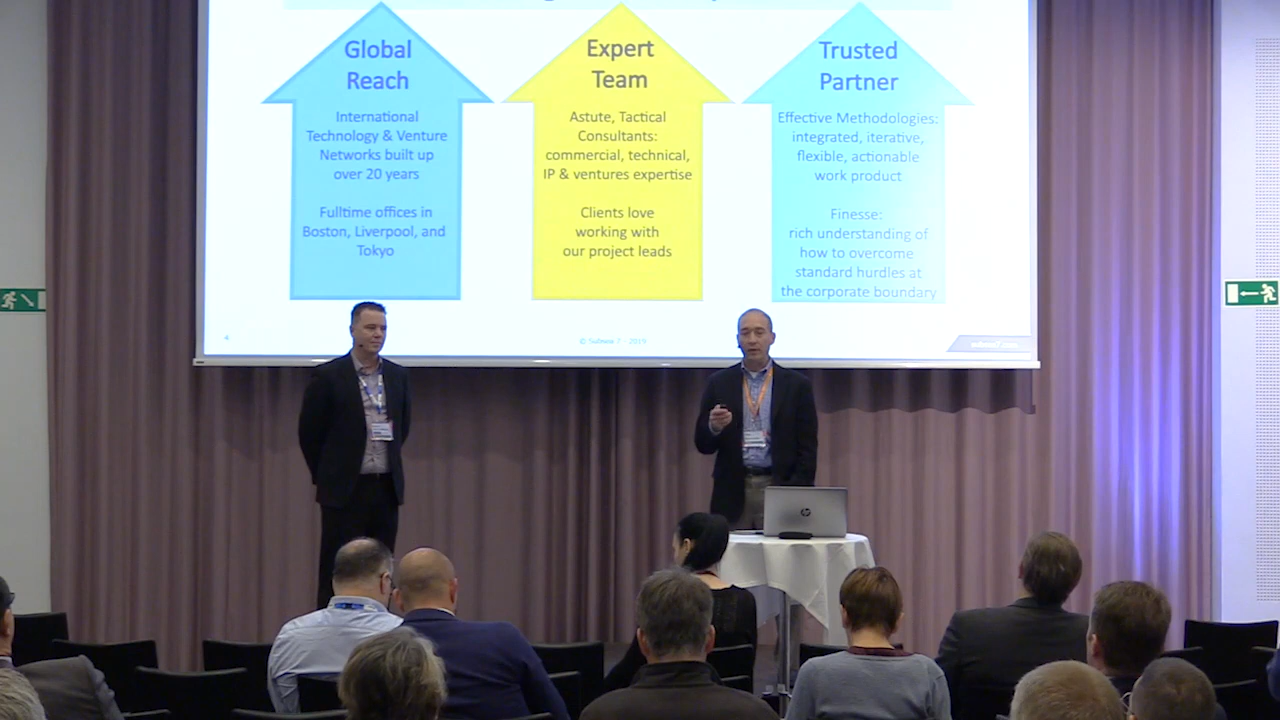 Global
Reach
International
Technology & Venture
Networks built up
over 20 years
Fulltime offices in
Boston, Liverpool, and
Tokyo
Expert
Team
Astute, Tactical
Consultants:
commercial, technical,
IP & ventures expertise
Clients love
working with
our project leads
Trusted
Partner
Effective Methodologies:
integrated, iterative,
flexible, actionable
work product
Finesse:
rich understanding of
how to overcome
standard hurdles at
the corporate boundary
4
hp